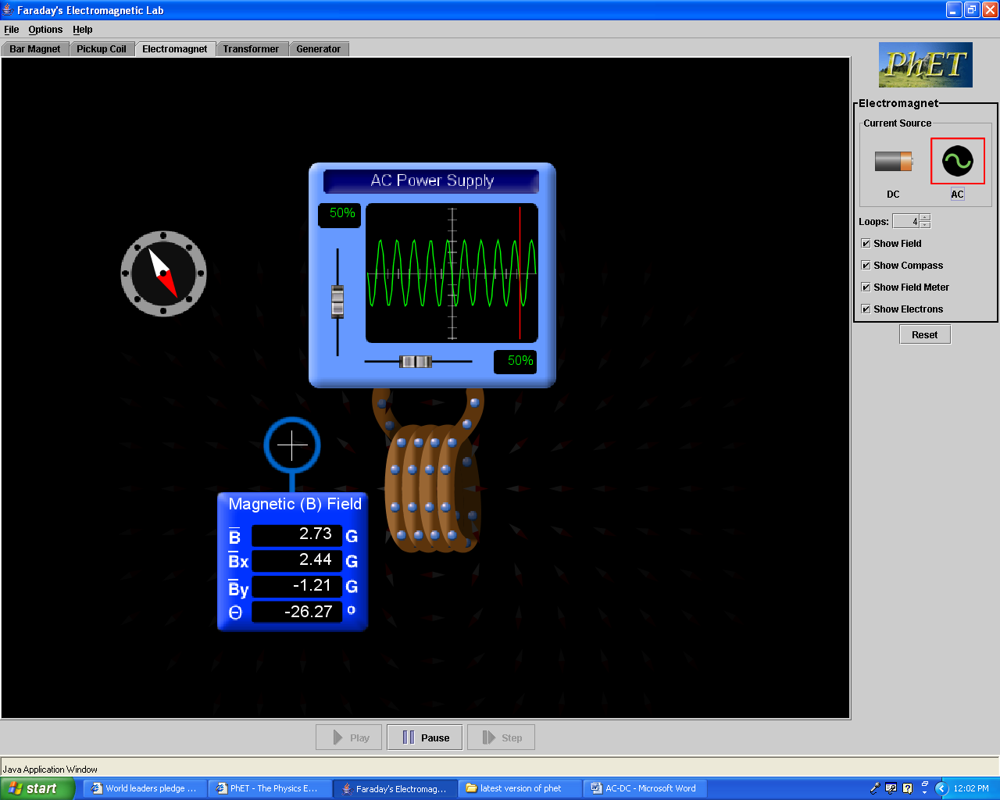 Faraday's Electromagnetic Lab
File Options Help
Bar Magnet Pickup Coil Electromagnet Transformer Generator
PhET
Electromagnet
Current Source
DC AC
Loops: 4
Show Field
Show Compass
Show Field Meter
Show Electrons
Reset
AC Power Supply
50%
50%
Magnetic (B) Field
B 2.73 G
Bx 2.44 G
By -1.21 G
Θ -26.27 °
Play Pause Step
Java Application Window
start World leaders pledge ... PhET - The Physics E... Faraday's Electromag... latest version of phet AC-DC - Microsoft Word 12:02 PM